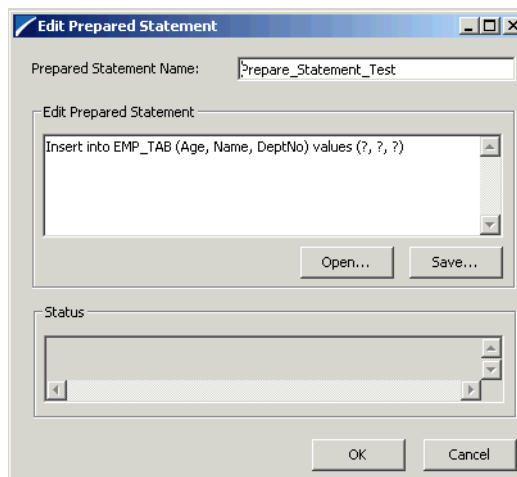 Edit Prepared Statement
Prepared Statement Name: Prepare_Statement_Test
Edit Prepared Statement
Insert into EMP_TAB (Age, Name, DeptNo) values (?, ?, ?)
Open... Save...
Status
OK Cancel